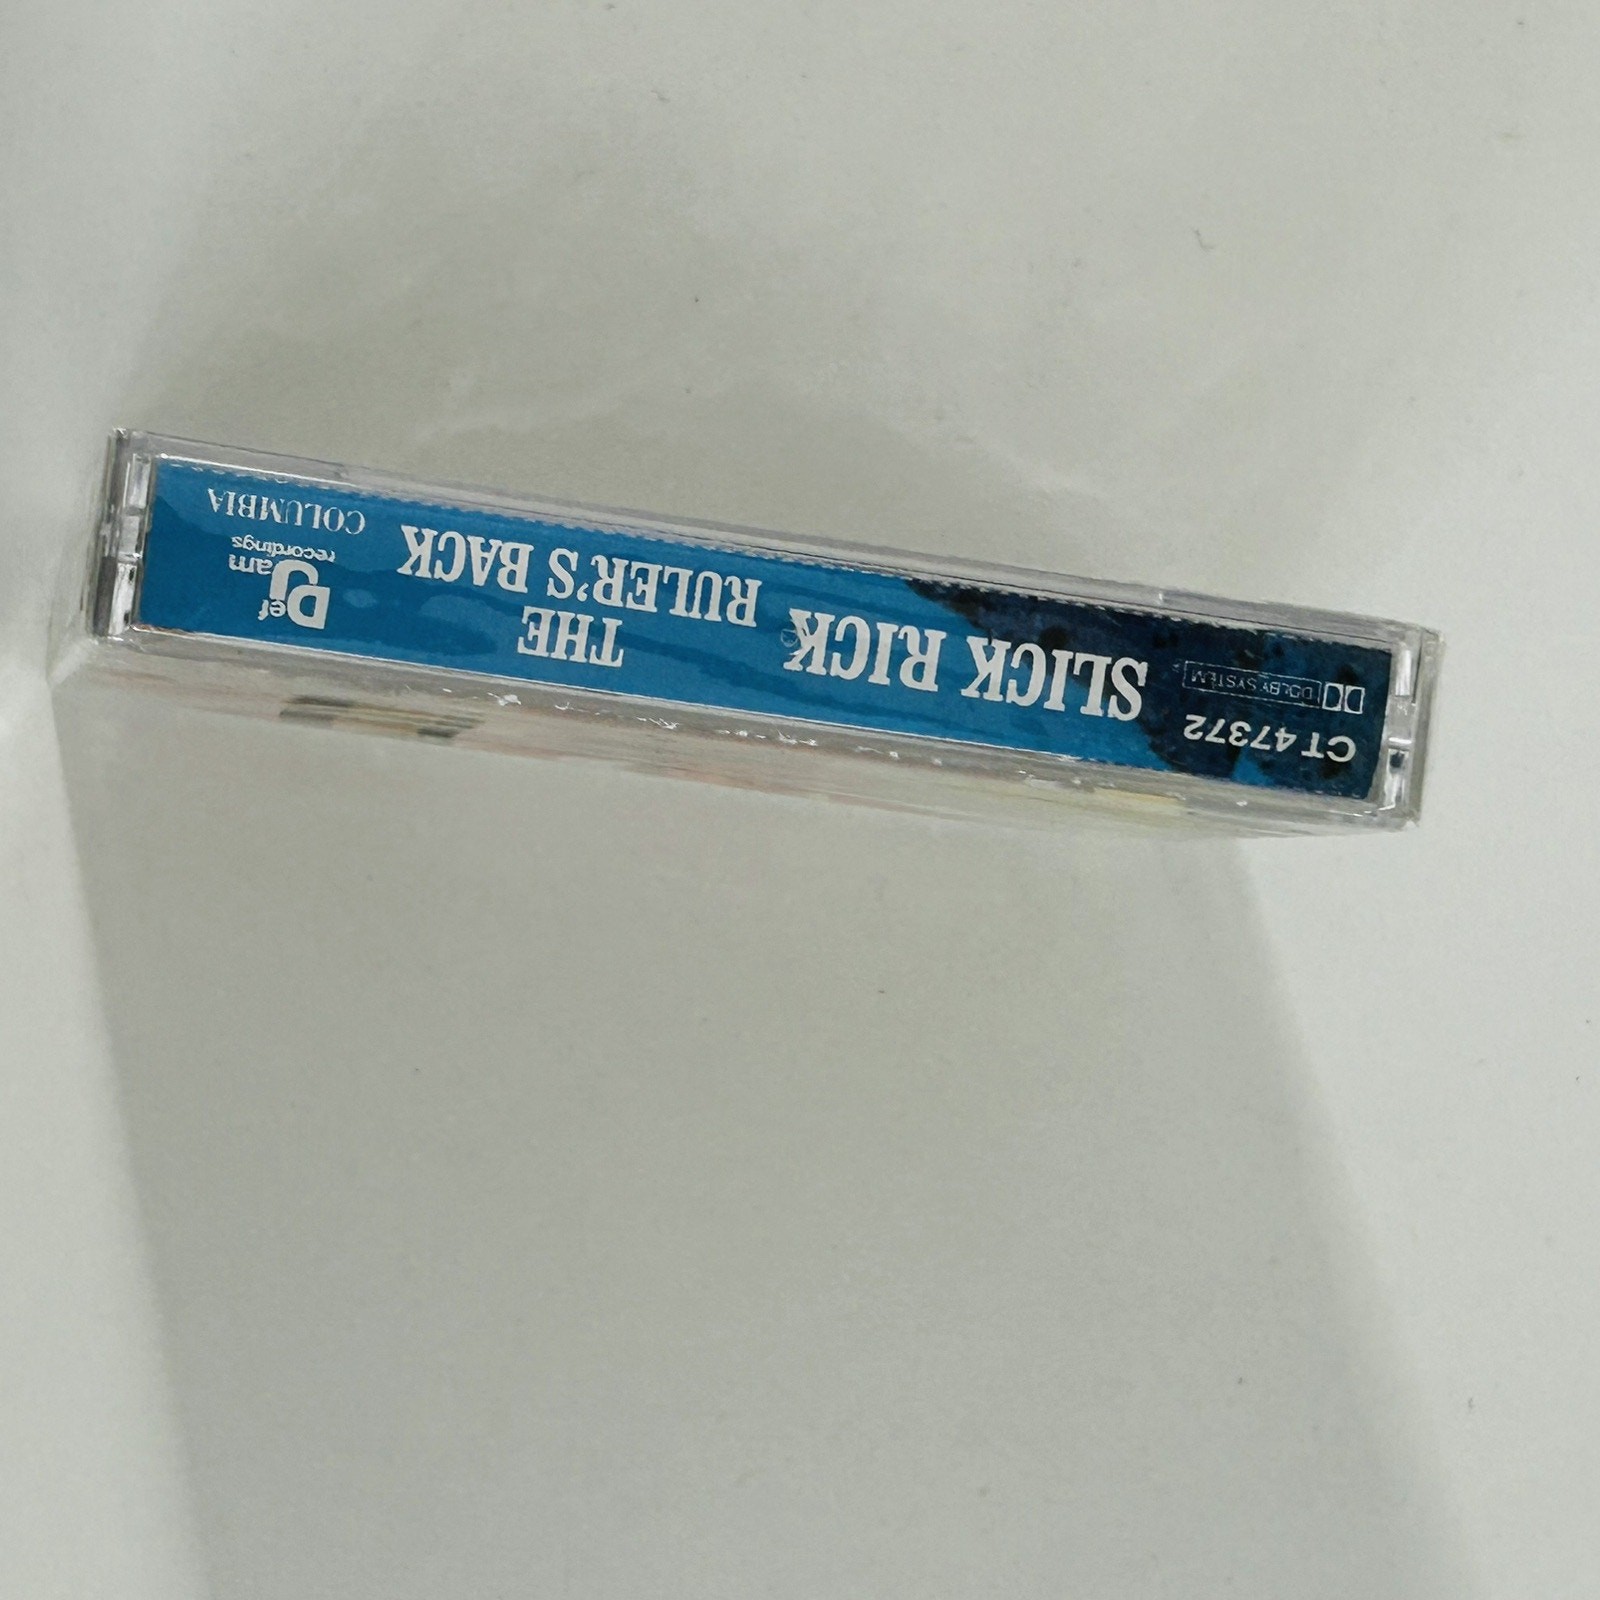 CT 47372
DOLBY SYSTEM
SLICK RICK
THE
RULER'S BACK
Def
Jam
recordings
COLUMBIA